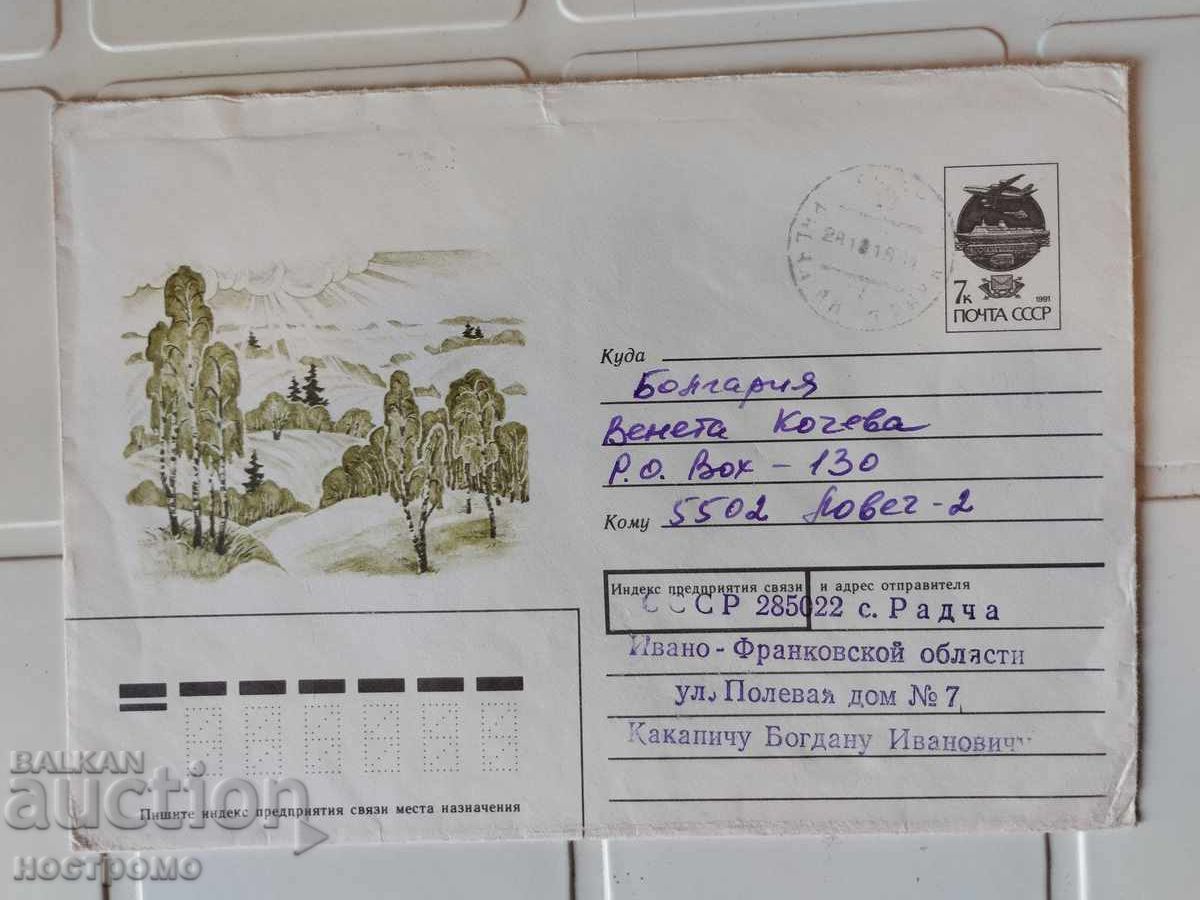 7к
1991
ПОЧТА СССР
Куда
Болгария
Венета Кочева
P.O. Box - 130
Кому 5502 Ловеч-2
Индекс предприятия связи и адрес отправителя
СССР 285022 с. Радча
Ивано-Франковской области
ул. Полевая дом № 7
Какапичу Богдану Ивановичу
Пишите индекс предприятия связи места назначения
BALKAN
auction
ностромо